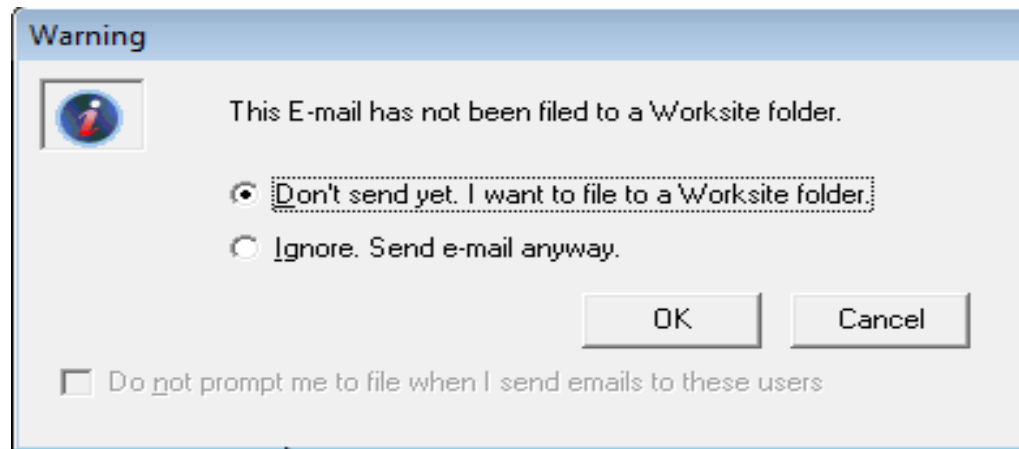 Warning
This E-mail has not been filed to a Worksite folder.
Don't send yet. I want to file to a Worksite folder.
Ignore. Send e-mail anyway.
OK
Cancel
Do not prompt me to file when I send emails to these users